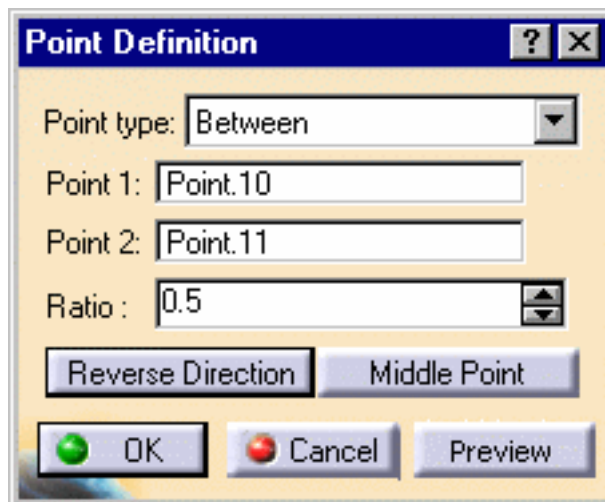 Point Definition
Point type: Between
Point 1: Point.10
Point 2: Point.11
Ratio : 0.5
Reverse Direction Middle Point
OK Cancel Preview